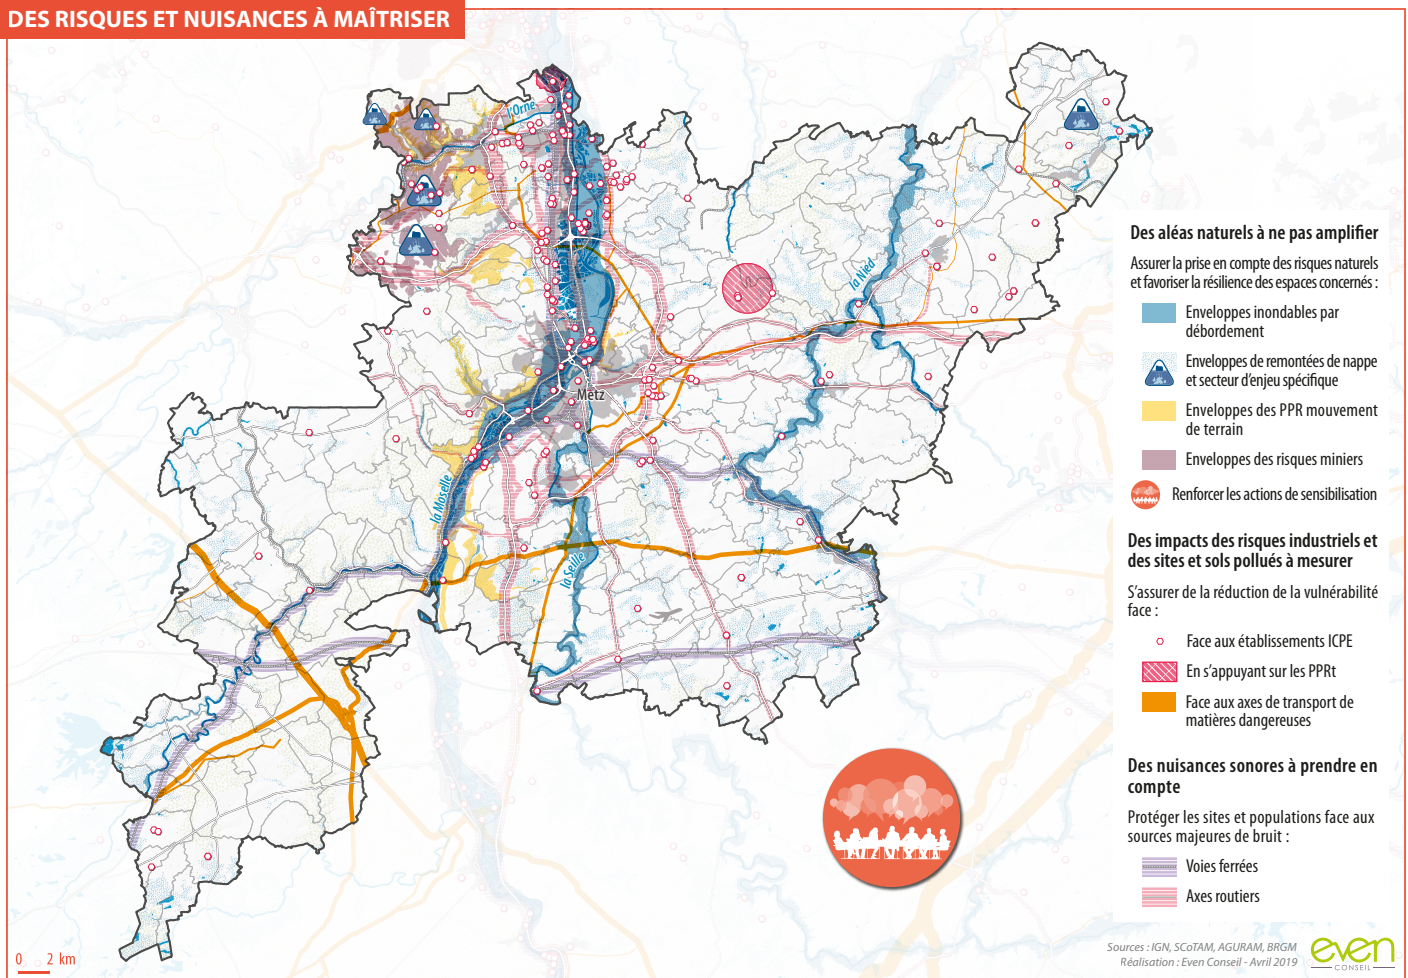 DES RISQUES ET NUISANCES À MAÎTRISER
l'Orne
la Nied
Metz
la Moselle
la Seille
Des aléas naturels à ne pas amplifier
Assurer la prise en compte des risques naturels
et favoriser la résilience des espaces concernés :
Enveloppes inondables par
débordement
Enveloppes de remontées de nappe
et secteur d'enjeu spécifique
Enveloppes des PPR mouvement
de terrain
Enveloppes des risques miniers
Renforcer les actions de sensibilisation
Des impacts des risques industriels et
des sites et sols pollués à mesurer
S'assurer de la réduction de la vulnérabilité
face :
Face aux établissements ICPE
En s'appuyant sur les PPRt
Face aux axes de transport de
matières dangereuses
Des nuisances sonores à prendre en
compte
Protéger les sites et populations face aux
sources majeures de bruit :
Voies ferrées
Axes routiers
0 2 km
Sources : IGN, SCoTAM, AGURAM, BRGM
Réalisation : Even Conseil - Avril 2019
even
CONSEIL